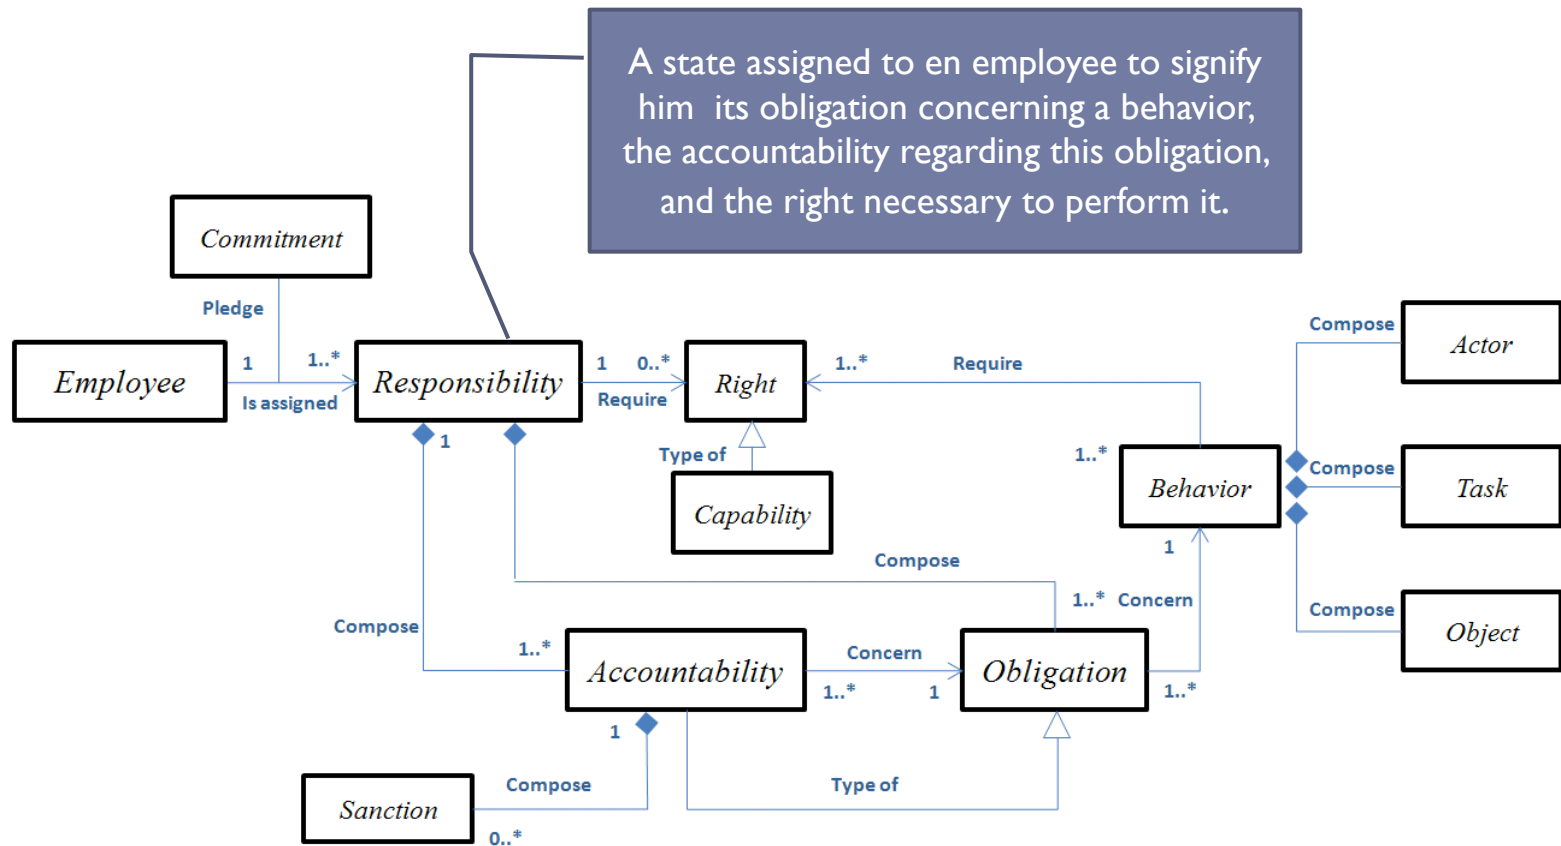 A state assigned to en employee to signify
him its obligation concerning a behavior,
the accountability regarding this obligation,
and the right necessary to perform it.
Commitment
Pledge
Employee
1
1..*
Is assigned
Responsibility
1
0..*
Require
Right
1..*
Require
Compose
Actor
1
Type of
Capability
1..*
Behavior
Compose
Task
1
Compose
1..*
Concern
Compose
Object
Compose
1..*
Accountability
Concern
1..*
1
Obligation
1..*
1
Compose
Type of
Sanction
0..*